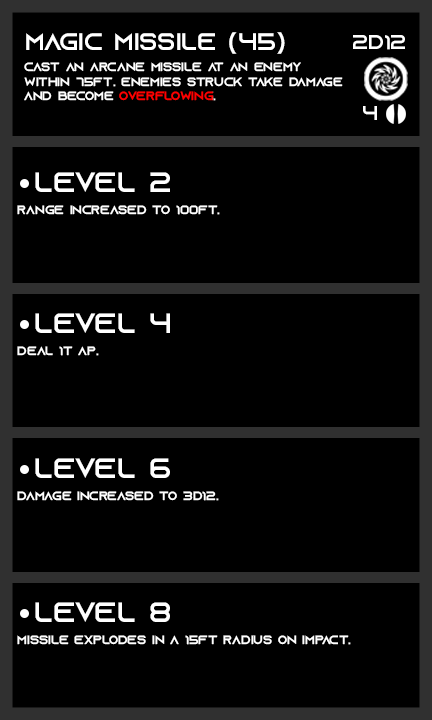 MAGIC MISSILE (45)
2D12
CAST AN ARCANE MISSILE AT AN ENEMY
WITHIN 75FT. ENEMIES STRUCK TAKE DAMAGE
AND BECOME OVERFLOWING.
4
•LEVEL 2
RANGE INCREASED TO 100FT.
•LEVEL 4
DEAL 1T AP.
•LEVEL 6
DAMAGE INCREASED TO 3D12.
•LEVEL 8
MISSILE EXPLODES IN A 15FT RADIUS ON IMPACT.